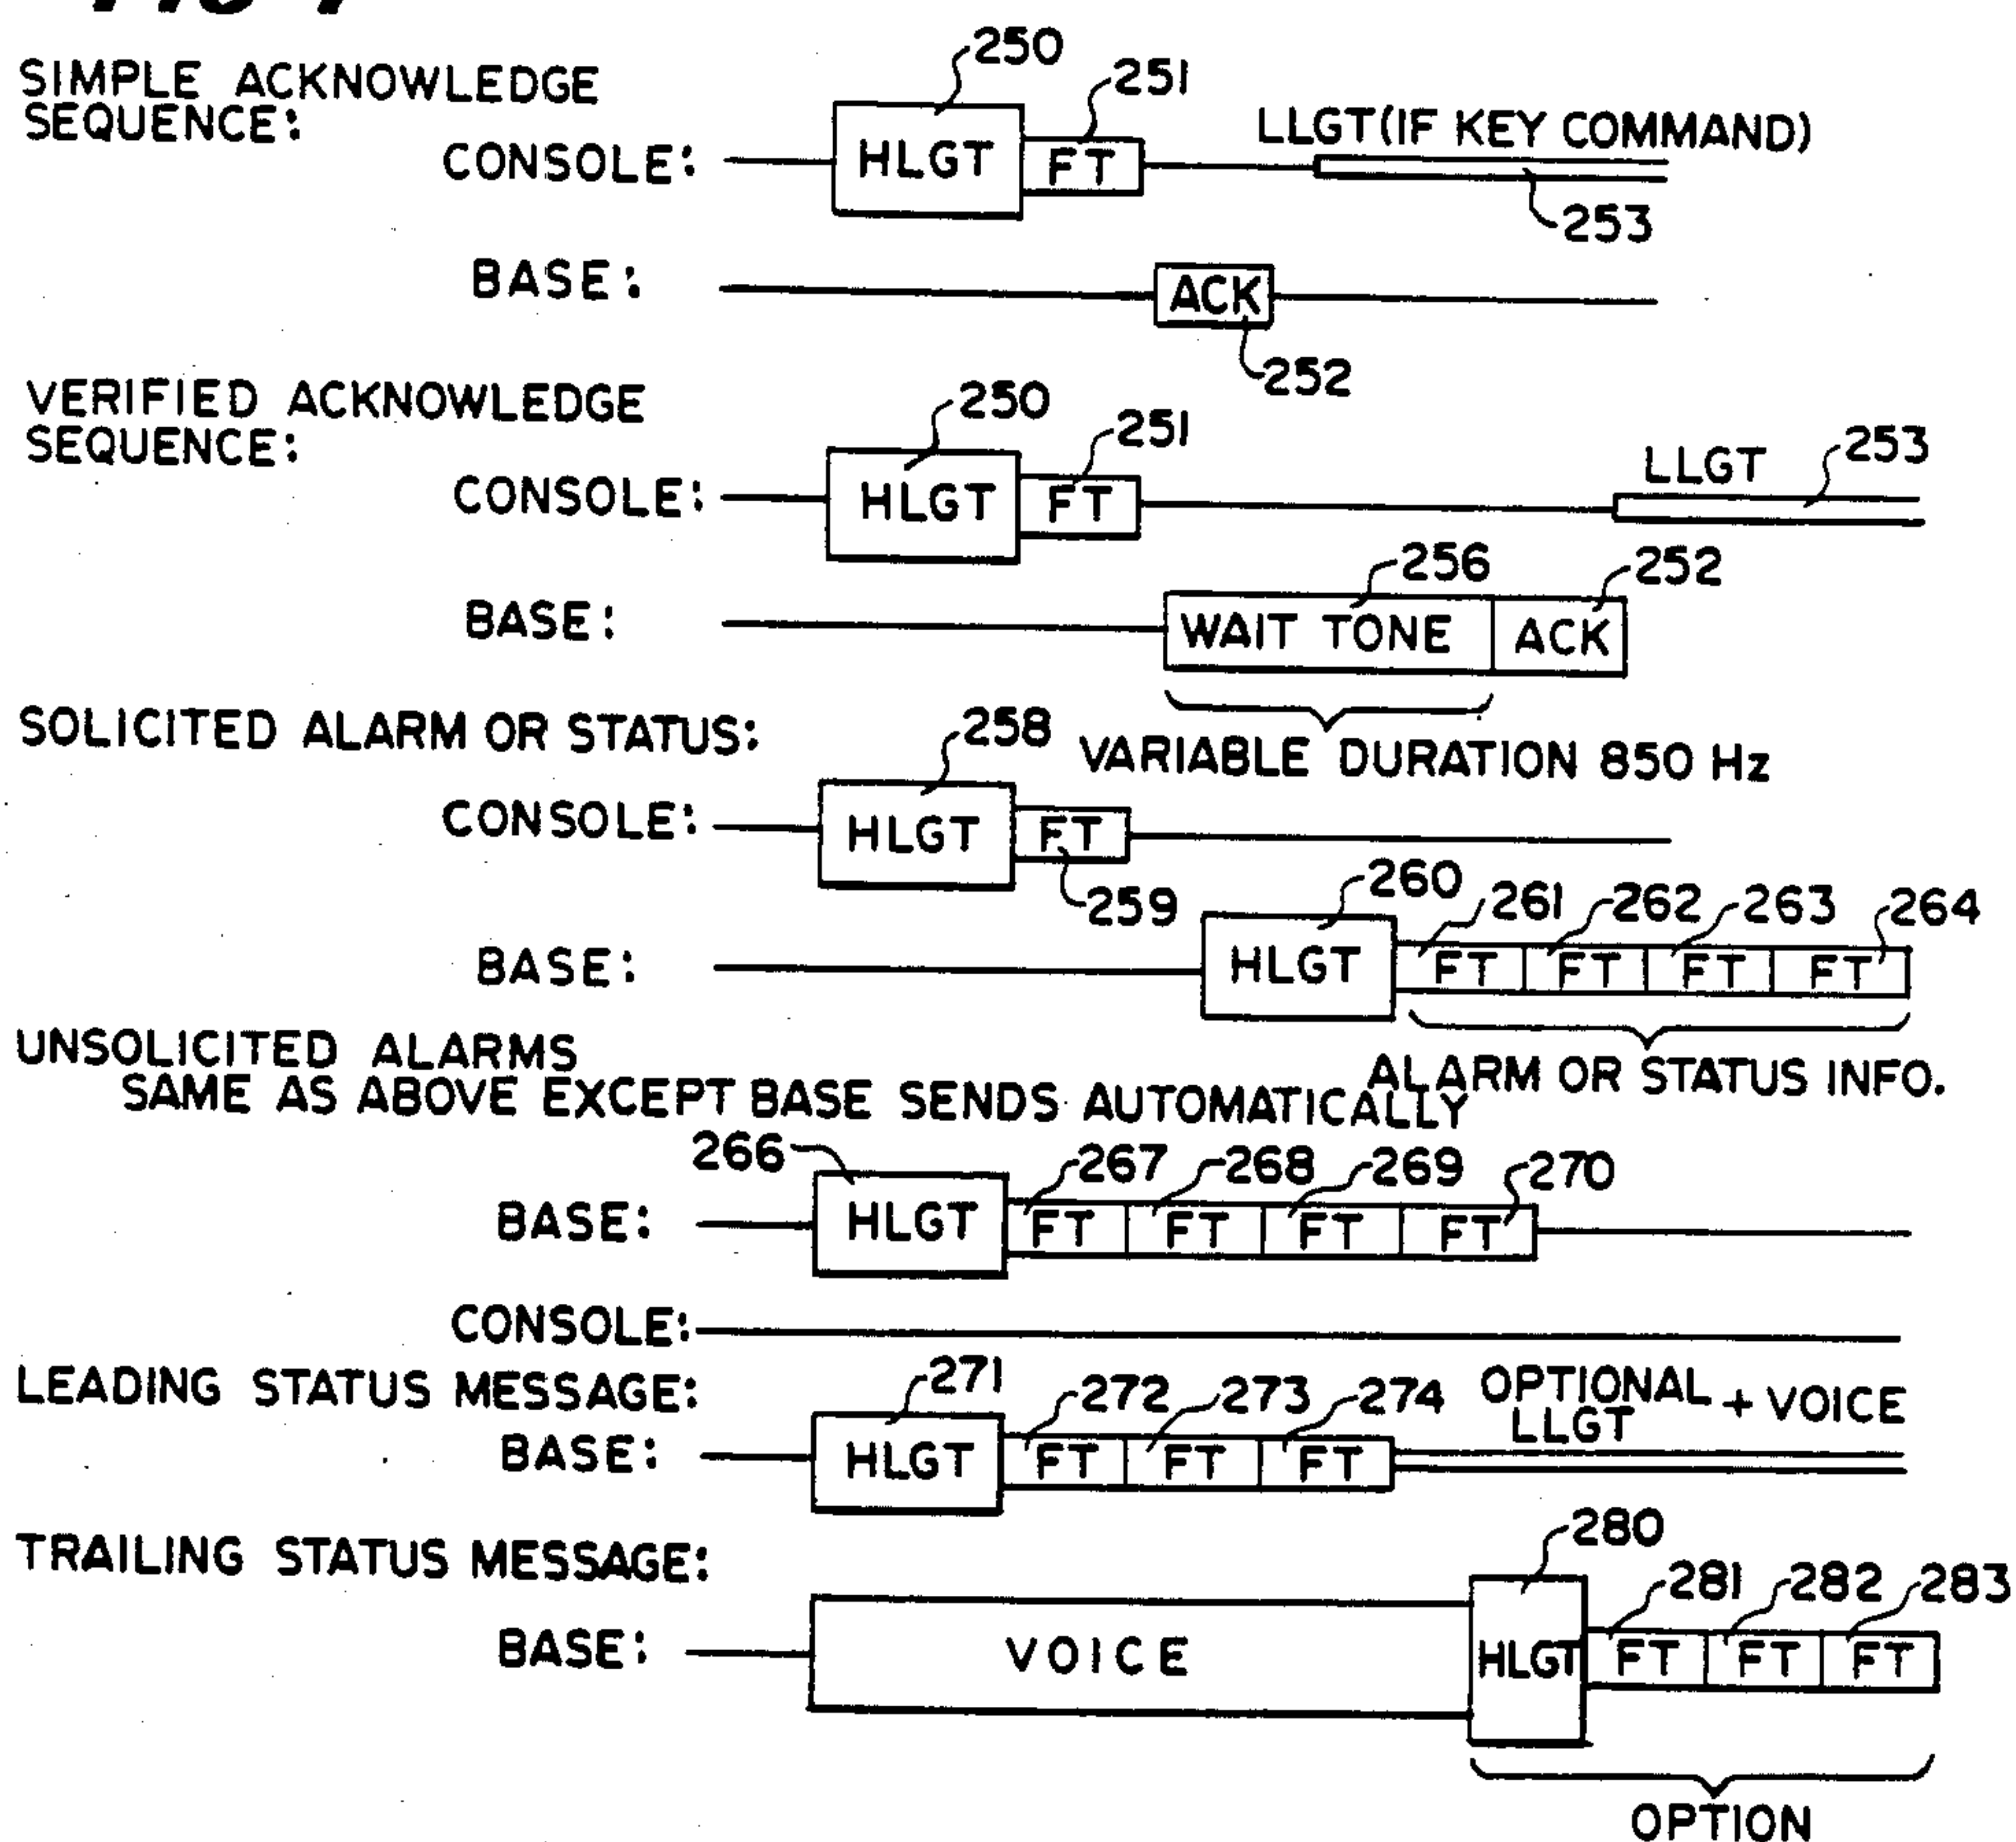 SIMPLE ACKNOWLEDGE
SEQUENCE:
250
251
LLGT(IF KEY COMMAND)
CONSOLE:
HLGT
FT
253
BASE:
ACK
252
VERIFIED ACKNOWLEDGE
SEQUENCE:
250
251
LLGT
253
CONSOLE:
HLGT
FT
256
252
BASE:
WAIT TONE
ACK
VARIABLE DURATION 850 Hz
SOLICITED ALARM OR STATUS:
258
CONSOLE:
HLGT
FT
259
260
261
262
263
264
BASE:
HLGT
FT
FT
FT
FT
ALARM OR STATUS INFO.
UNSOLICITED ALARMS
SAME AS ABOVE EXCEPT BASE SENDS AUTOMATICALLY
266
267
268
269
270
BASE:
HLGT
FT
FT
FT
FT
CONSOLE:
LEADING STATUS MESSAGE:
271
272
273
274
OPTIONAL
LLGT
+ VOICE
BASE:
HLGT
FT
FT
FT
TRAILING STATUS MESSAGE:
280
281
282
283
BASE:
VOICE
HLGT
FT
FT
FT
OPTION